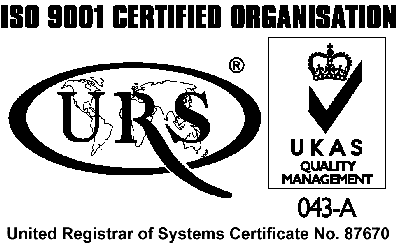 ISO 9001 CERTIFIED ORGANISATION
URS
®
UKAS
QUALITY
MANAGEMENT
043-A
United Registrar of Systems Certificate No. 87670